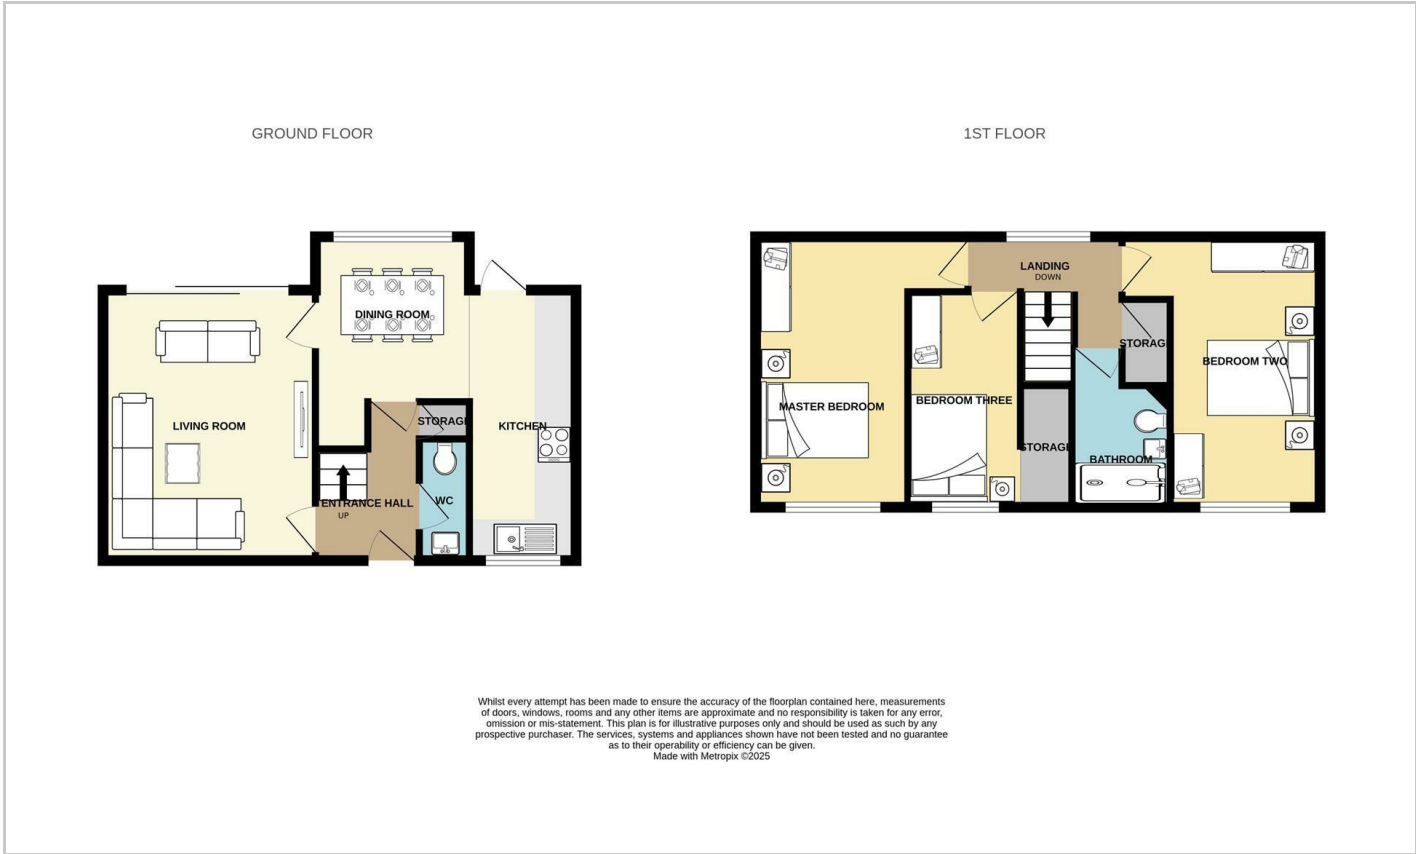 GROUND FLOOR
1ST FLOOR
DINING ROOM
LIVING ROOM
STORAGE
KITCHEN
ENTRANCE HALL
UP
WC
LANDING
DOWN
STORAGE
BEDROOM TWO
MASTER BEDROOM
BEDROOM THREE
STORAGE
BATHROOM
Whilst every attempt has been made to ensure the accuracy of the floorplan contained here, measurements
of doors, windows, rooms and any other items are approximate and no responsibility is taken for any error,
omission or mis-statement. This plan is for illustrative purposes only and should be used as such by any
prospective purchaser. The services, systems and appliances shown have not been tested and no guarantee
as to their operability or efficiency can be given.
Made with Metropix ©2025